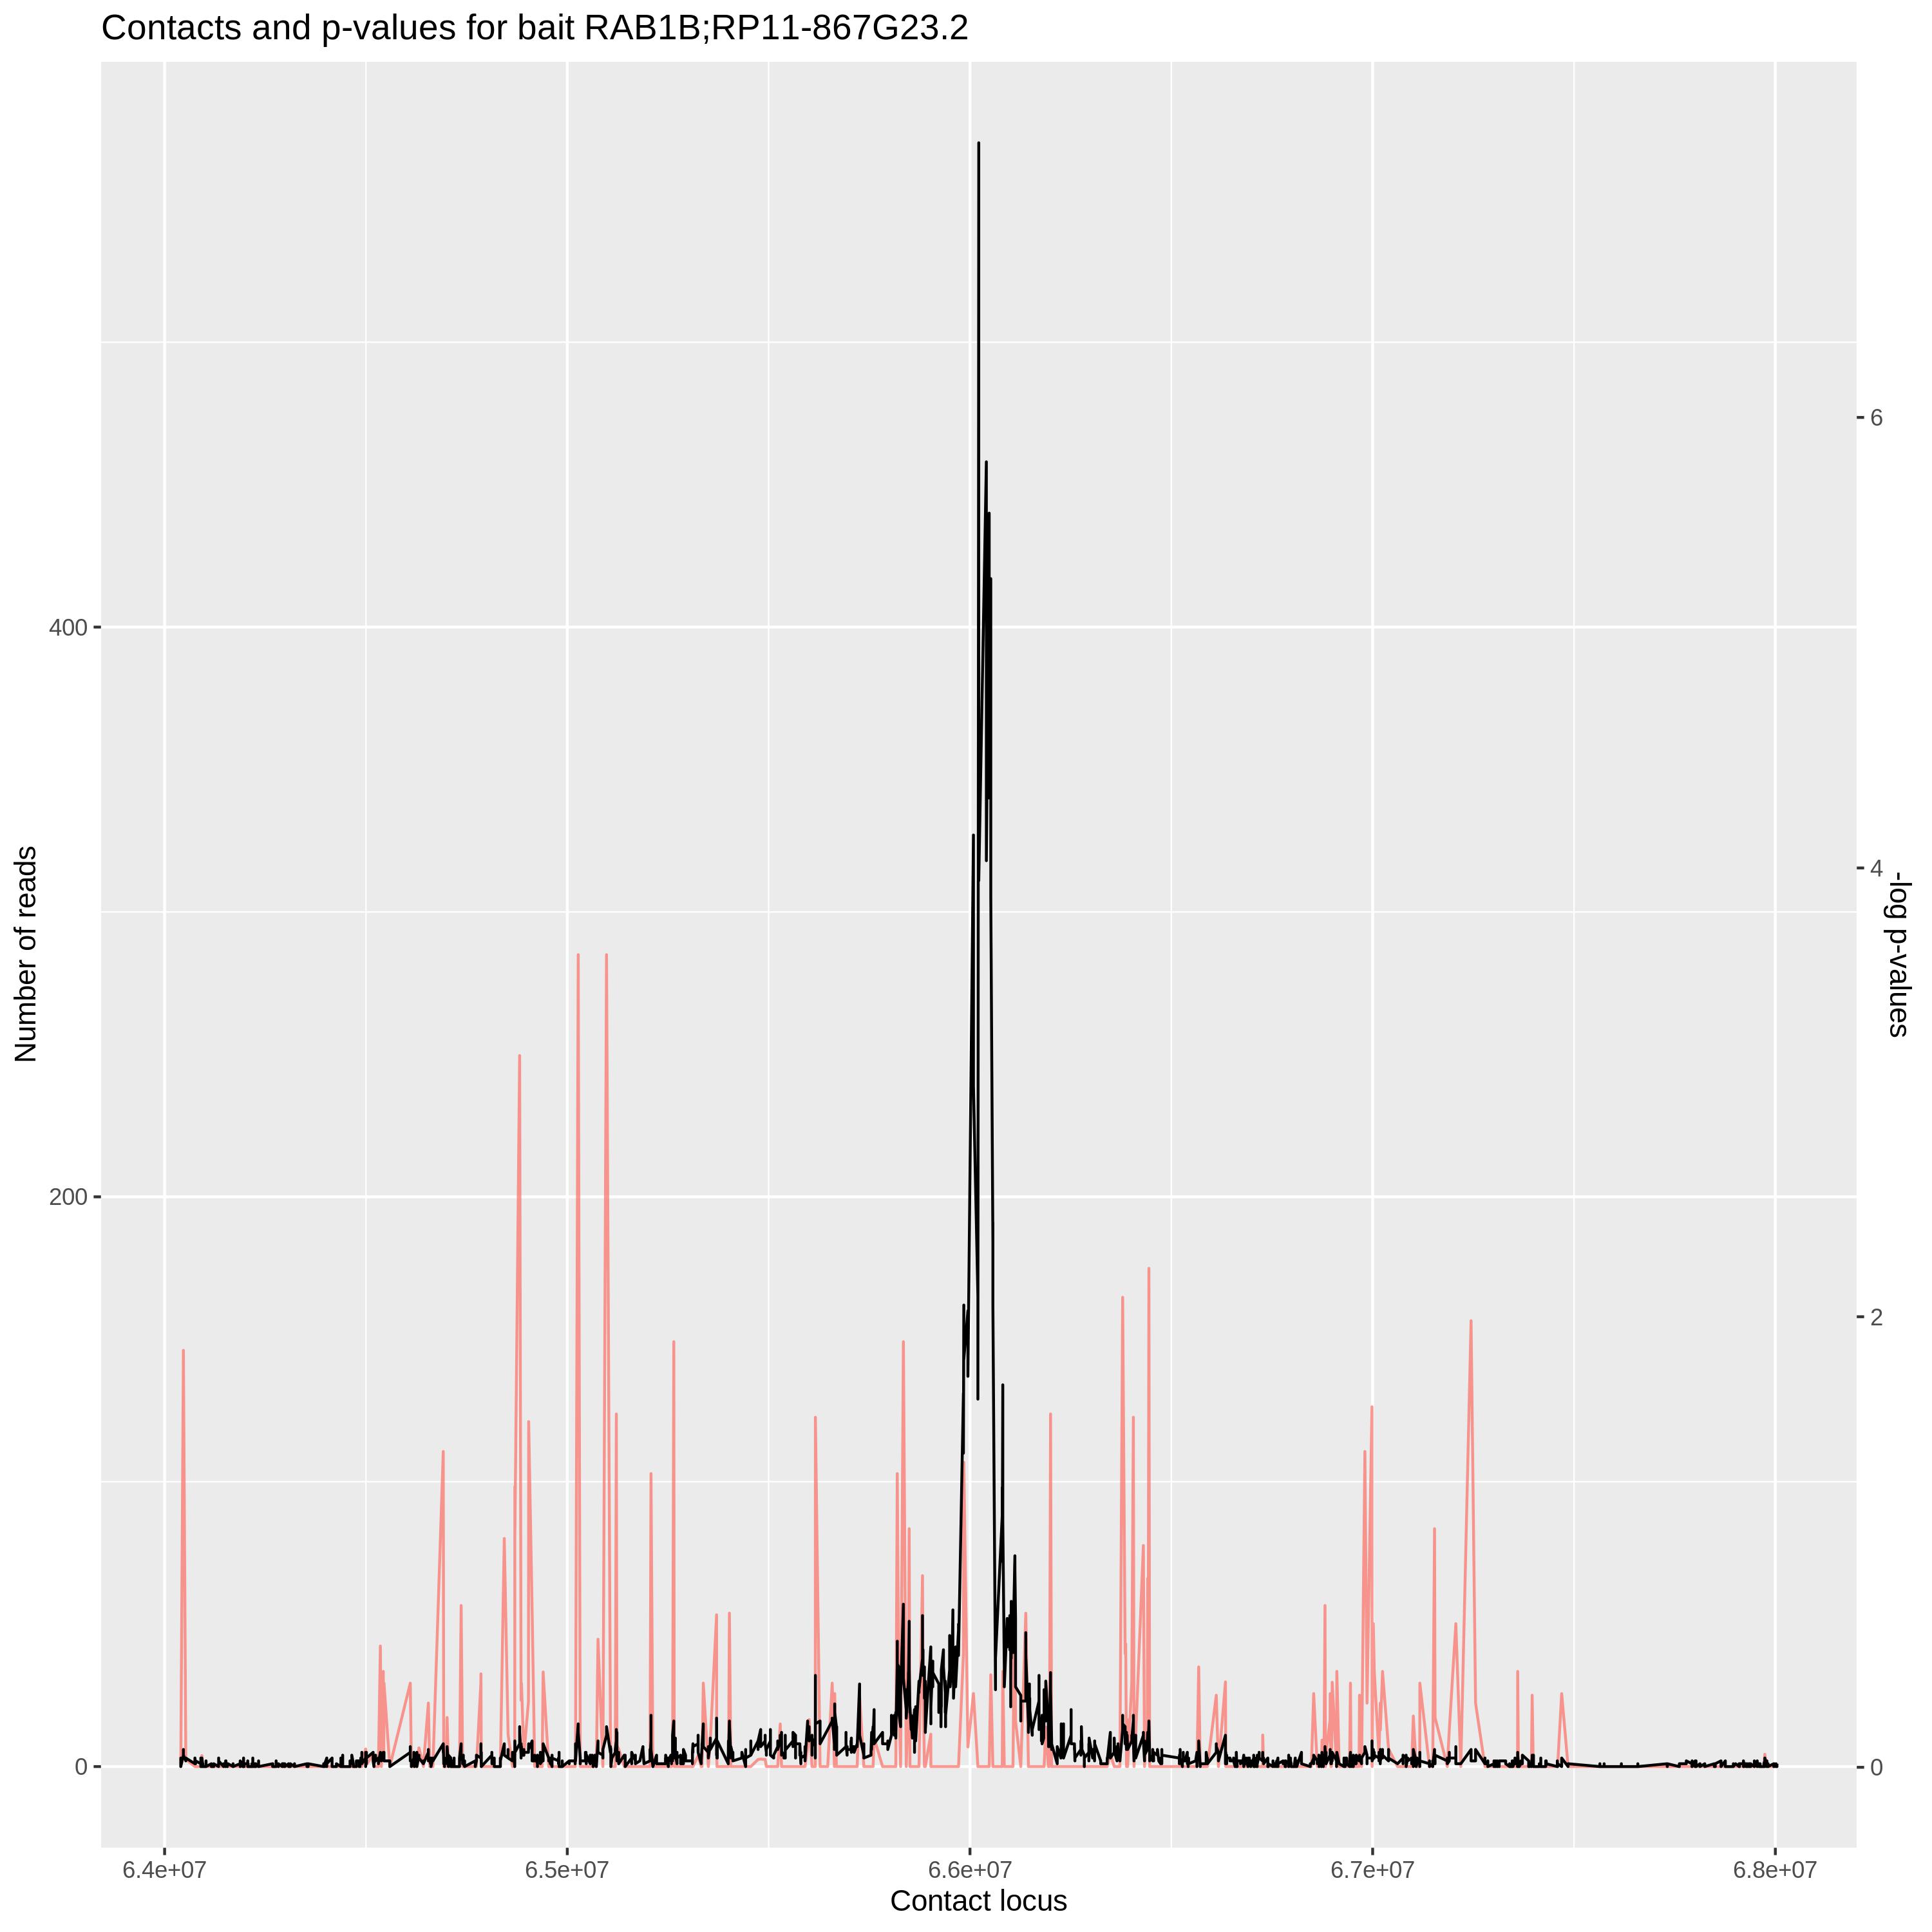 Contacts and p-values for bait RAB1B;RP11-867G23.2
Number of reads
400
200
0
6
4
2
0
-log p-values
6.4e+07 6.5e+07 6.6e+07 6.7e+07 6.8e+07
Contact locus